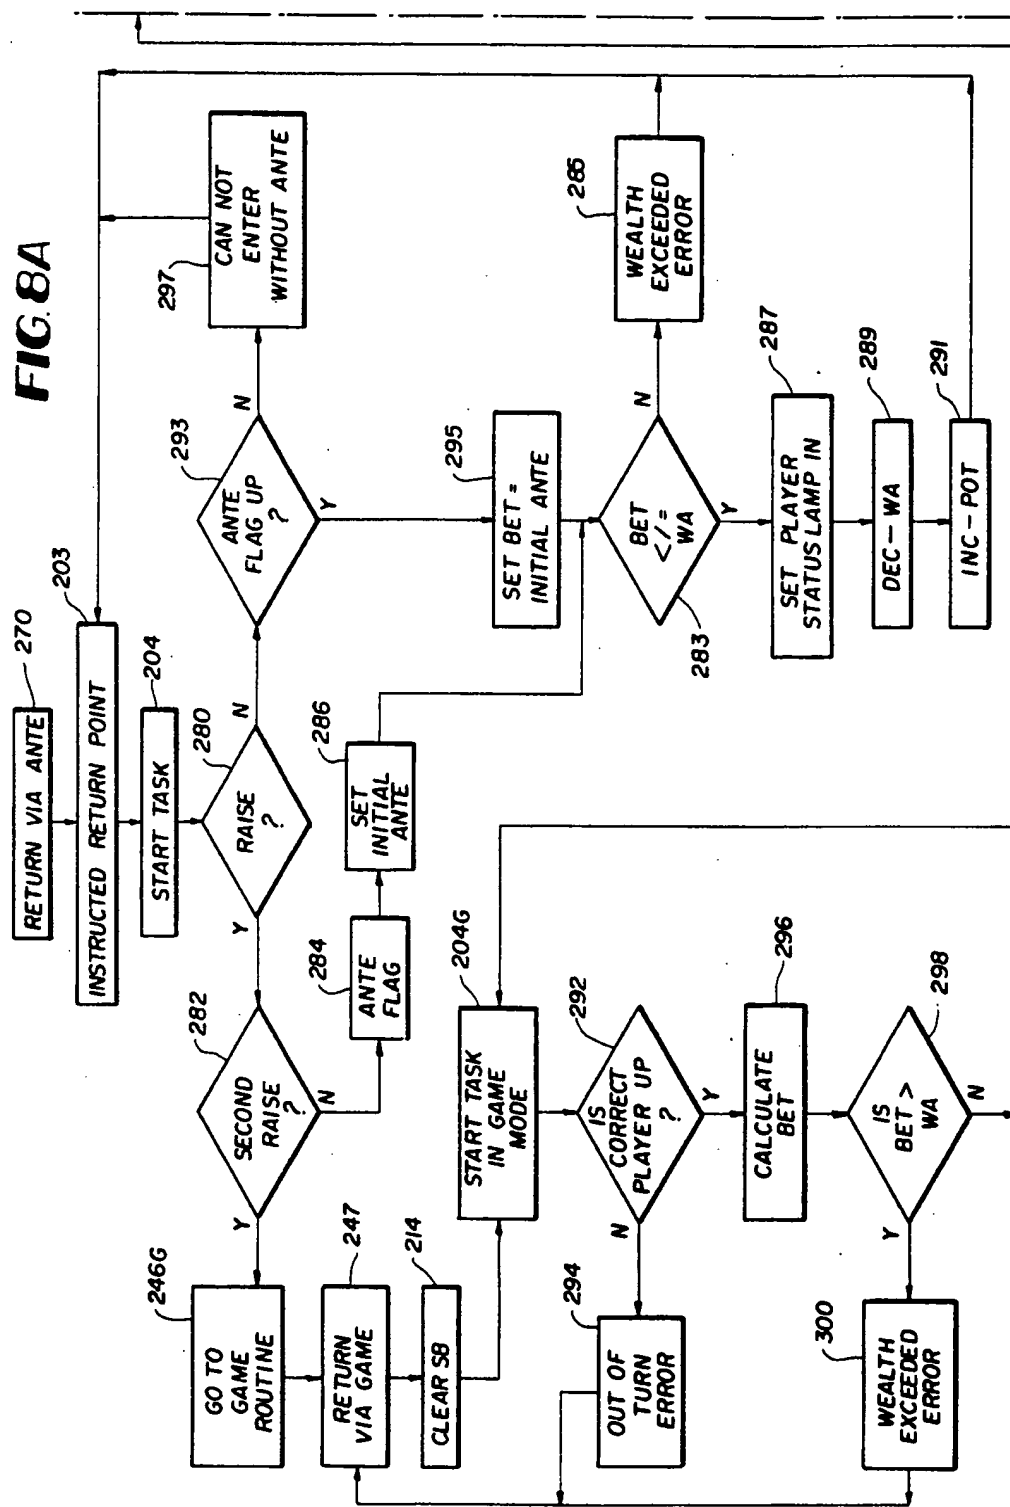 FIG. 8A
RETURN VIA ANTE
270
INSTRUCTED RETURN POINT
203
START TASK
204
RAISE
?
280
Y
N
SECOND
RAISE
?
282
Y
N
ANTE
FLAG UP
?
293
N
Y
CAN NOT
ENTER
WITHOUT ANTE
297
ANTE
FLAG
284
SET
INITIAL
ANTE
286
SET BET =
INITIAL ANTE
295
BET
</=
WA
283
N
Y
WEALTH
EXCEEDED
ERROR
285
SET PLAYER
STATUS LAMP IN
287
DEC-WA
289
INC-POT
291
GO TO
GAME
ROUTINE
246G
RETURN
VIA GAME
247
CLEAR SB
214
START TASK
IN GAME
MODE
204G
IS
CORRECT
PLAYER UP
?
292
N
Y
OUT OF
TURN
ERROR
294
CALCULATE
BET
296
IS
BET >
WA
298
Y
N
WEALTH
EXCEEDED
ERROR
300